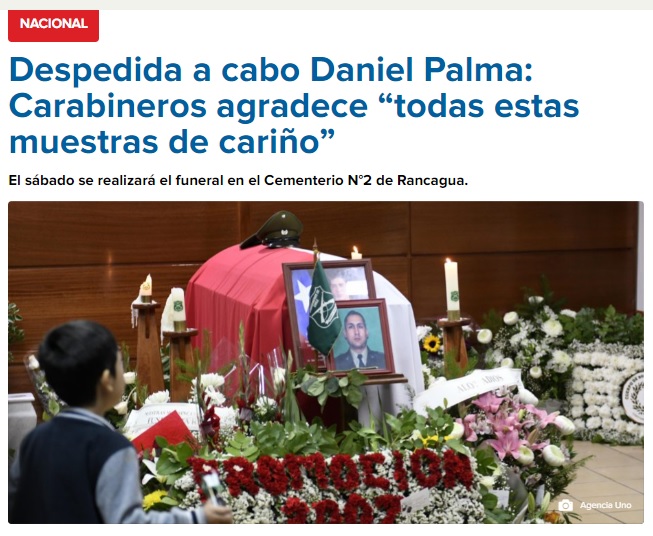 NACIONAL
Despedida a cabo Daniel Palma:
Carabineros agradece “todas estas
muestras de cariño”
El sábado se realizará el funeral en el Cementerio N°2 de Rancagua.
PROMOCION
Agencia Uno